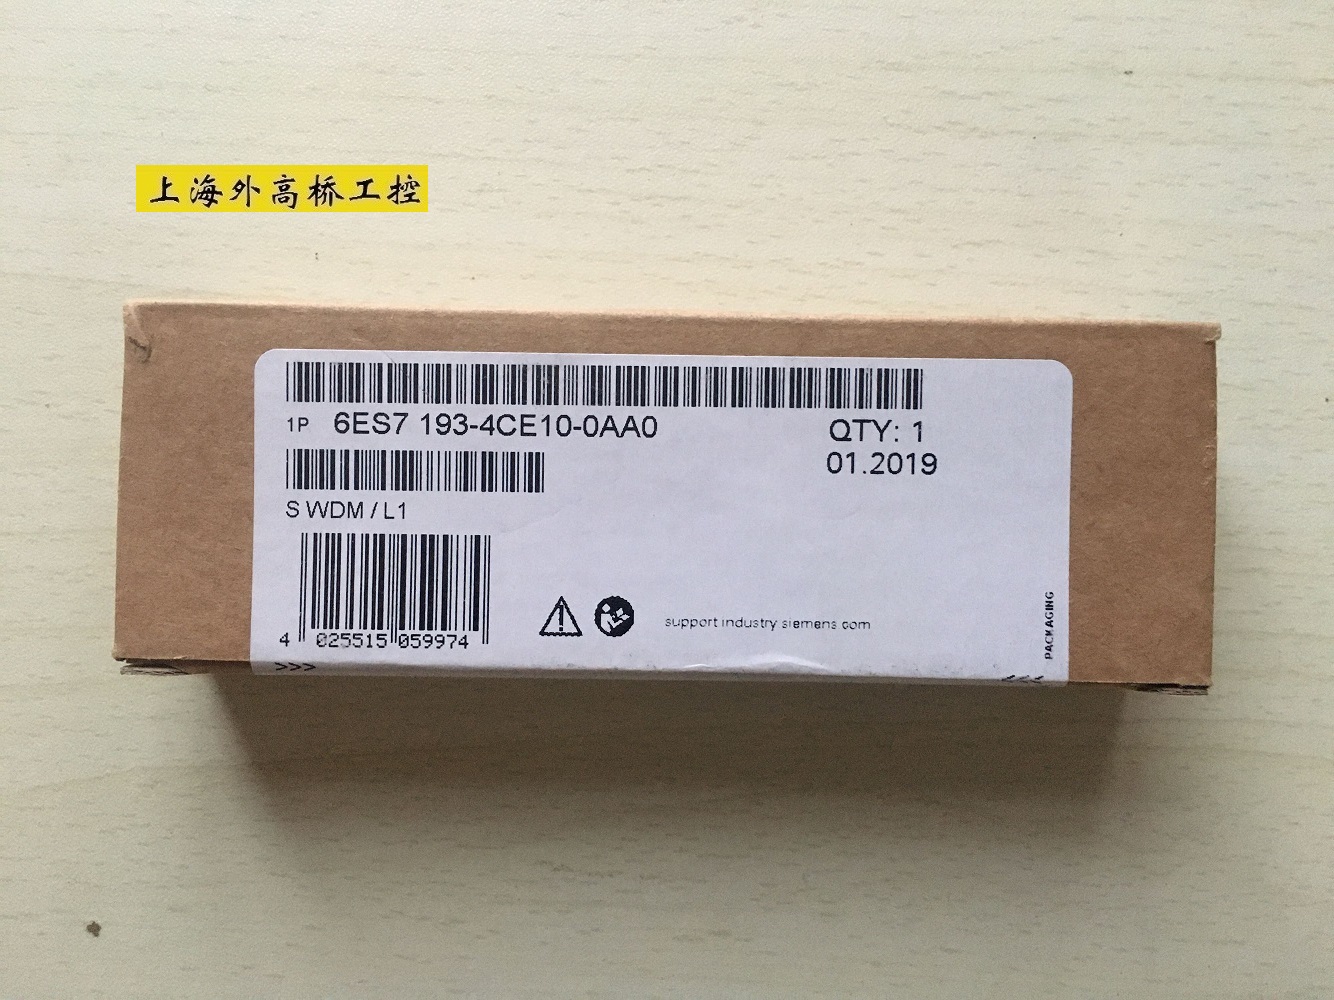 上海外高桥工控
1P 6ES7 193-4CE10-0AA0
QTY: 1
01.2019
S WDM / L1
4 025515 059974
support industry siemens com
PACKAGING
>>>
<<<